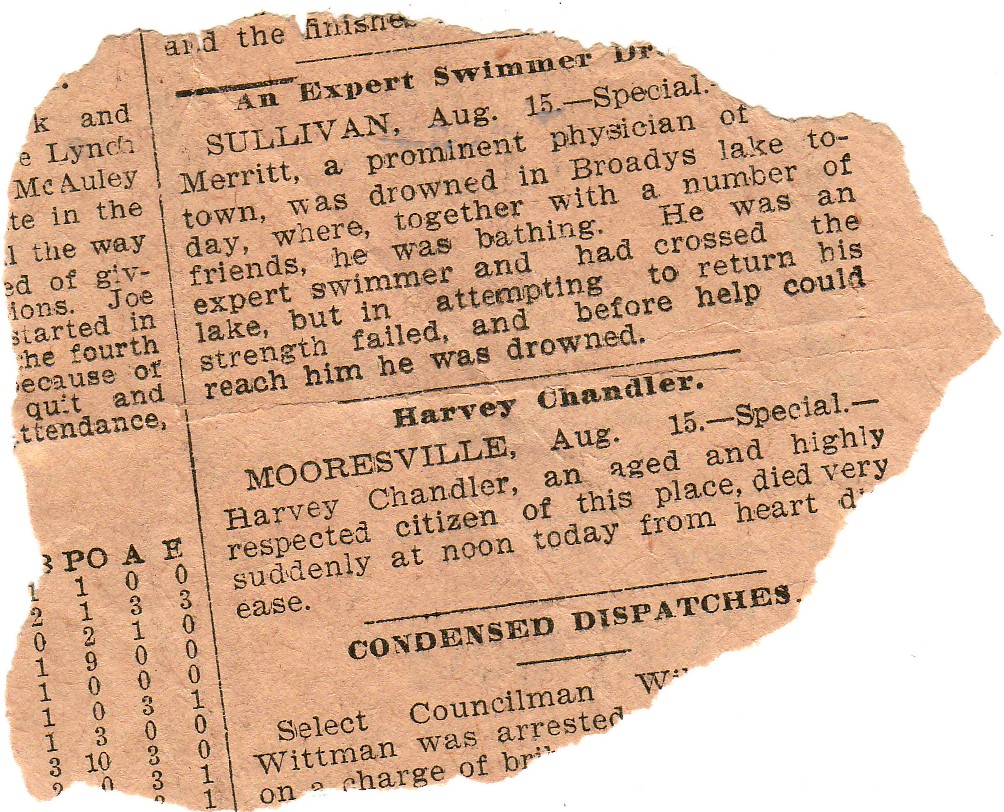 k and
e Lynch
McAuley
te in the
l the way
ed of giv-
ions. Joe
started in
he fourth
because of
quit and
ttendance,
PO A E
1 1 0 0
2 1 3 3
0 2 1 0
1 9 0 0
1 0 0 0
1 0 3 1
1 3 0 0
3 10 3 0
0 3 1
1
and the finishe
An Expert Swimmer Dr
SULLIVAN, Aug. 15.—Special.
Merritt, a prominent physician of
town, was drowned in Broadys lake to-
day, where, together with a number of
friends, he was bathing. He was an
expert swimmer and had crossed the
lake, but in attempting to return his
strength failed, and before help could
reach him he was drowned.
Harvey Chandler.
MOORESVILLE, Aug. 15.—Special.—
Harvey Chandler, an aged and highly
respected citizen of this place, died very
suddenly at noon today from heart d
ease.
CONDENSED DISPATCHES.
Select Councilman
Wittman was arrested
on a charge of